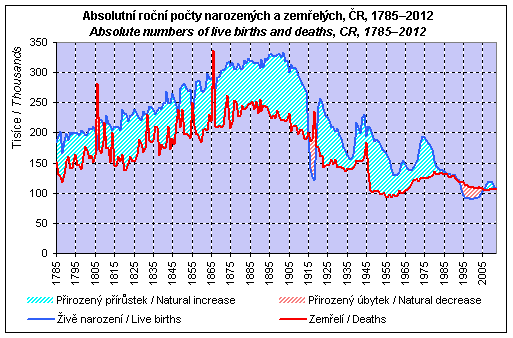 Absolutní roční počty narozených a zemřelých, ČR, 1785–2012
Absolute numbers of live births and deaths, CR, 1785–2012
Tisíce / Thousands
350
300
250
200
150
100
50
0
1785 1795 1805 1815 1825 1835 1845 1855 1865 1875 1885 1895 1905 1915 1925 1935 1945 1955 1965 1975 1985 1995 2005
Přirozený přírůstek / Natural increase Přirozený úbytek / Natural decrease
Živě narození / Live births Zemřelí / Deaths